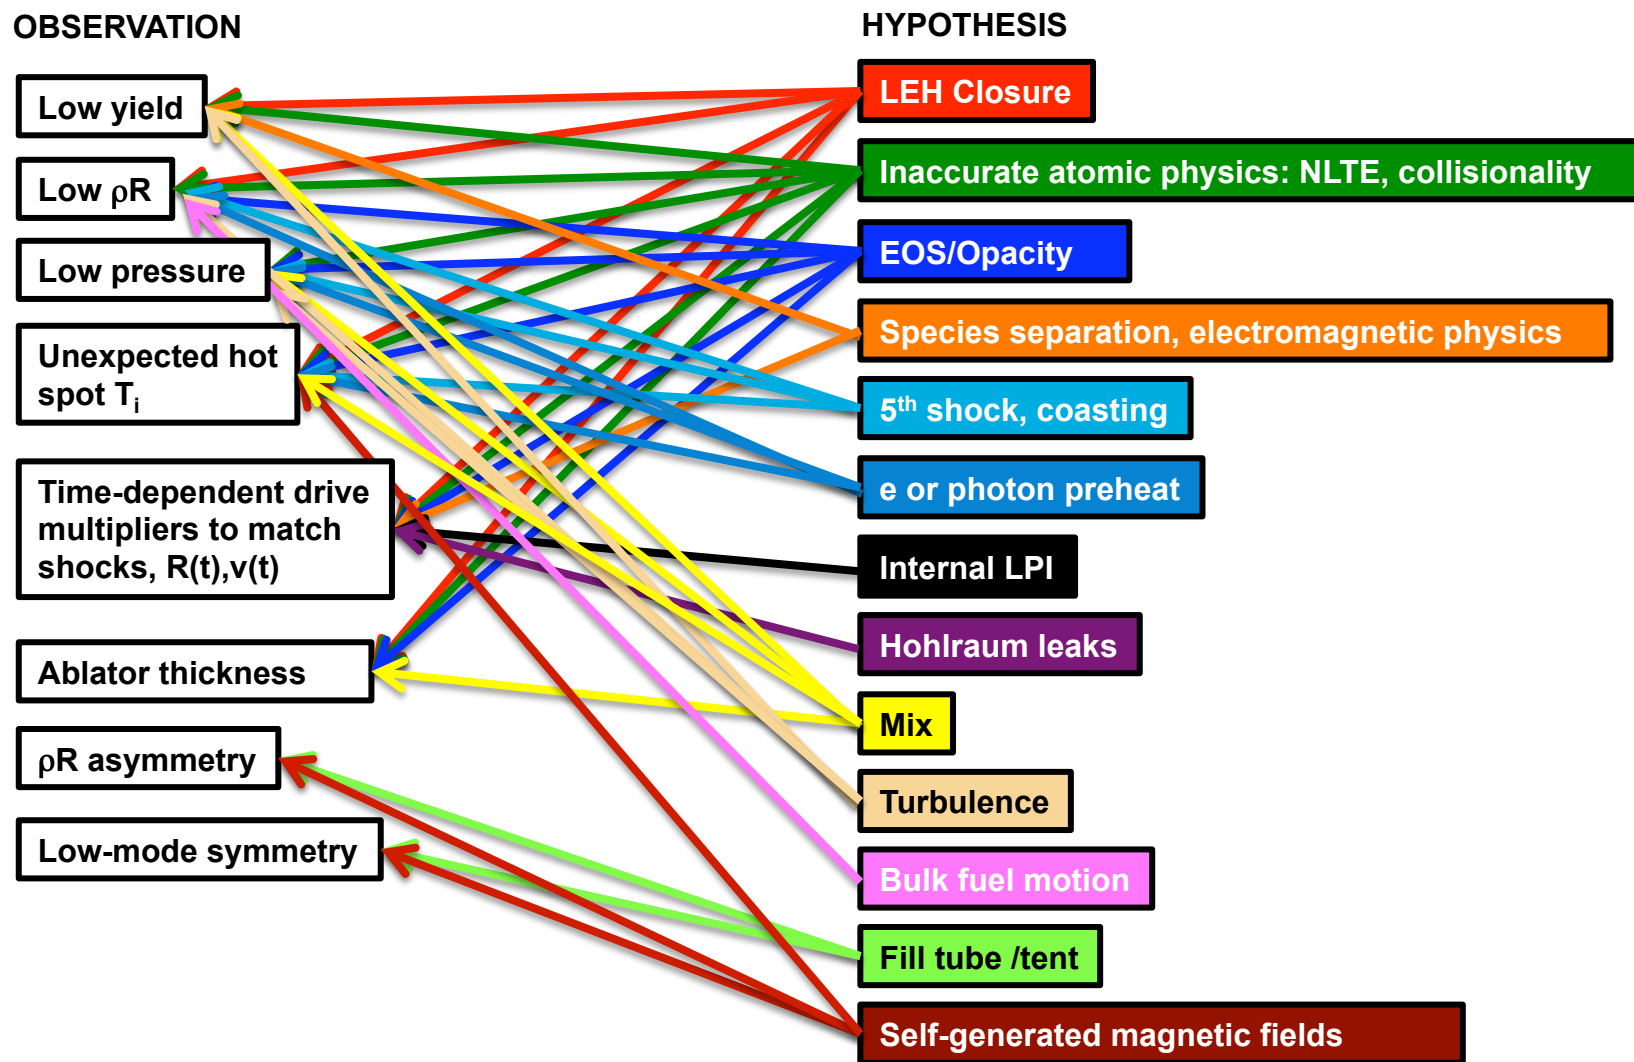 OBSERVATION
Low yield
Low ρR
Low pressure
Unexpected hot
spot Ti
Time-dependent drive
multipliers to match
shocks, R(t),v(t)
Ablator thickness
ρR asymmetry
Low-mode symmetry
HYPOTHESIS
LEH Closure
Inaccurate atomic physics: NLTE, collisionality
EOS/Opacity
Species separation, electromagnetic physics
5th shock, coasting
e or photon preheat
Internal LPI
Hohlraum leaks
Mix
Turbulence
Bulk fuel motion
Fill tube /tent
Self-generated magnetic fields